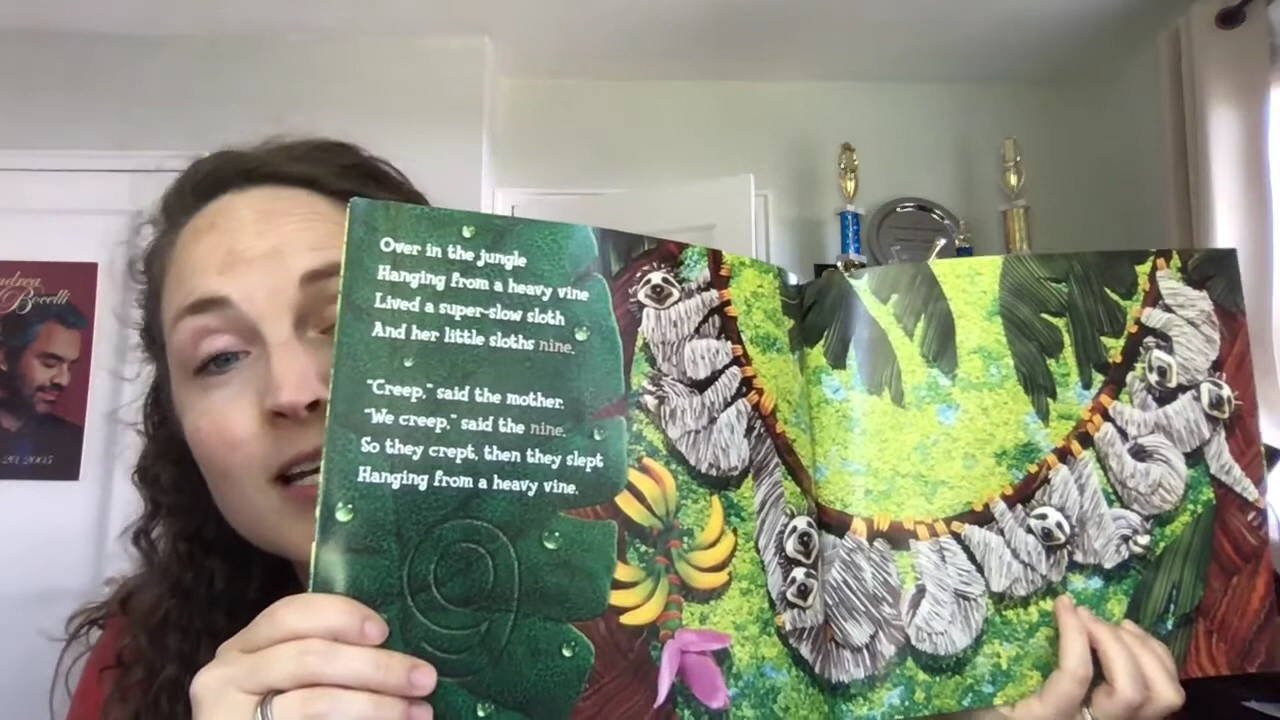 Andrea
Bocelli
Over in the jungle
Hanging from a heavy vine
Lived a super-slow sloth
And her little sloths nine.
"Creep," said the mother.
"We creep," said the nine.
So they crept, then they slept
Hanging from a heavy vine.
9